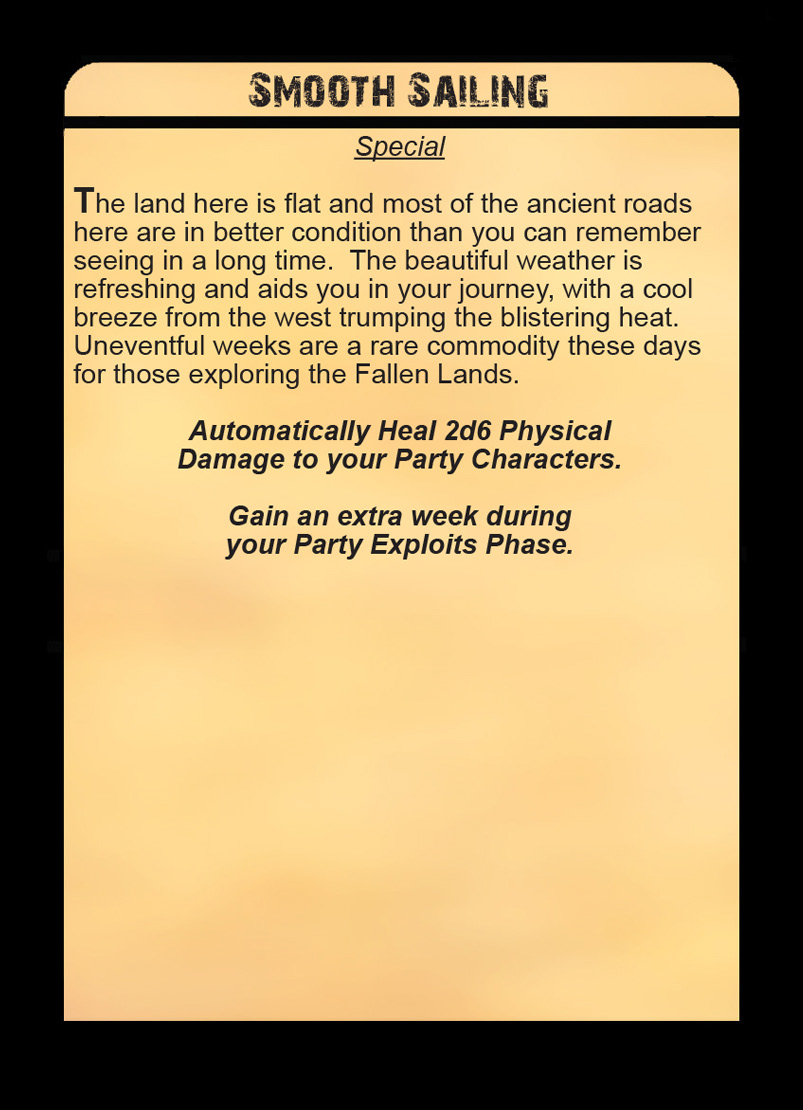 SMOOTH SAILING
Special
The land here is flat and most of the ancient roads
here are in better condition than you can remember
seeing in a long time.  The beautiful weather is
refreshing and aids you in your journey, with a cool
breeze from the west trumping the blistering heat.
Uneventful weeks are a rare commodity these days
for those exploring the Fallen Lands.
Automatically Heal 2d6 Physical
Damage to your Party Characters.
Gain an extra week during
your Party Exploits Phase.